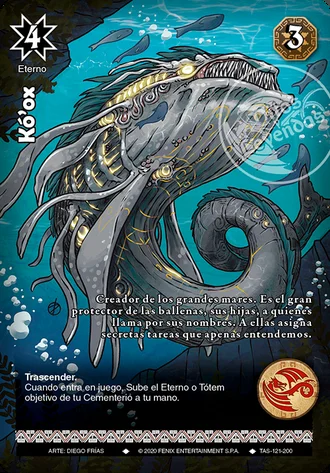 4
3
Eterno
Kó'ox
Creador de los grandes mares. Es el gran
protector de las ballenas, sus hijas, a quienes
llama por sus nombres. A ellas asigna
secretas tareas que apenas entendemos.
Trascender.
Cuando entra en juego, Sube el Eterno o Tótem
objetivo de tu Cementerió a tu mano.
ARTE: DIEGO FRÍAS
© 2020 FENIX ENTERTAINMENT S.P.A.
TAS-121-200